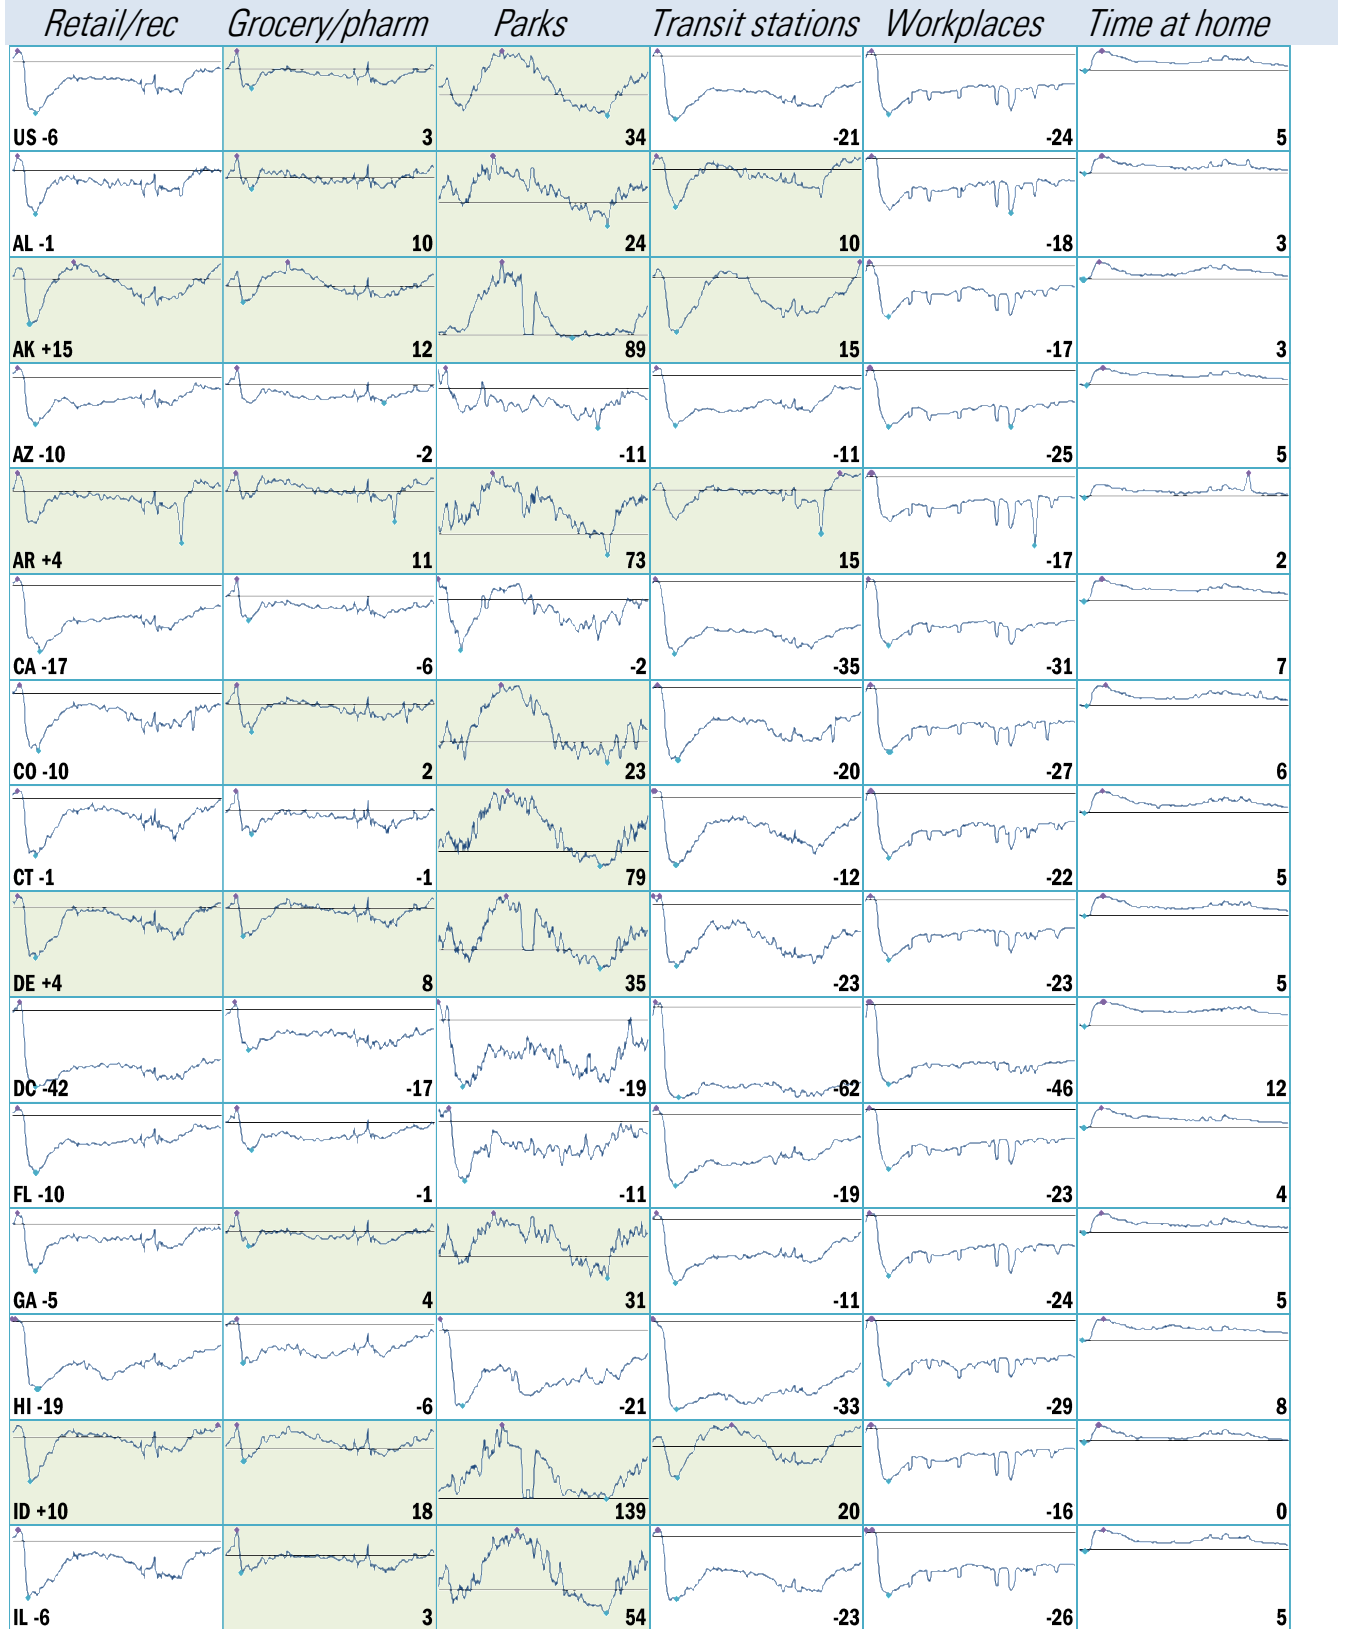 Retail/rec Grocery/pharm Parks Transit stations Workplaces Time at home
US -6 3 34 -21 -24 5
AL -1 10 24 10 -18 3
AK +15 12 89 15 -17 3
AZ -10 -2 -11 -11 -25 5
AR +4 11 73 15 -17 2
CA -17 -6 -2 -35 -31 7
CO -10 2 23 -20 -27 6
CT -1 -1 79 -12 -22 5
DE +4 8 35 -23 -23 5
DC -42 -17 -19 -62 -46 12
FL -10 -1 -11 -19 -23 4
GA -5 4 31 -11 -24 5
HI -19 -6 -21 -33 -29 8
ID +10 18 139 20 -16 0
IL -6 3 54 -23 -26 5